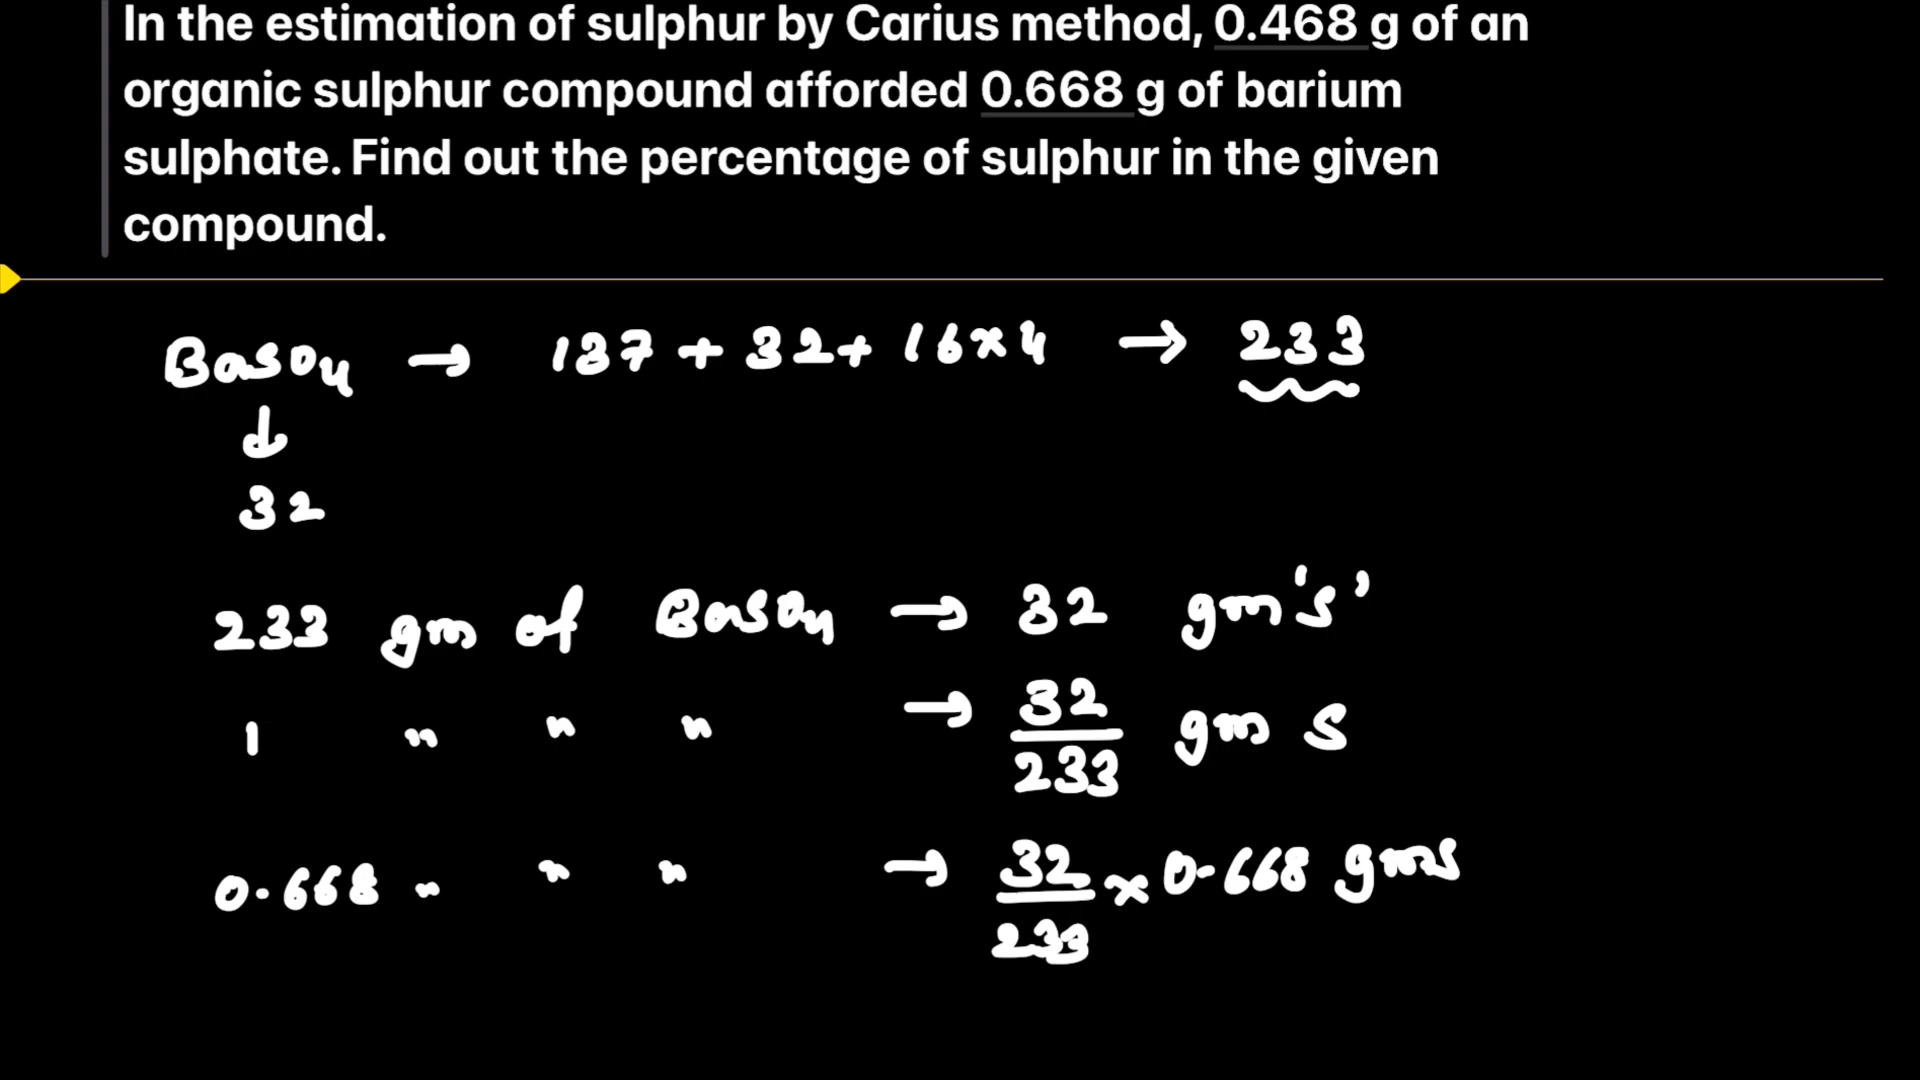 In the estimation of sulphur by Carius method, 0.468 g of an
organic sulphur compound afforded 0.668 g of barium
sulphate. Find out the percentage of sulphur in the given
compound.
BaSO4 → 137 + 32 + 16×4 → 233
↓
32
233 gm of BaSO4 → 32 gm 'S'
1 " " " → 32/233 gm S
0.668 " " " → 32/233 × 0.668 gms